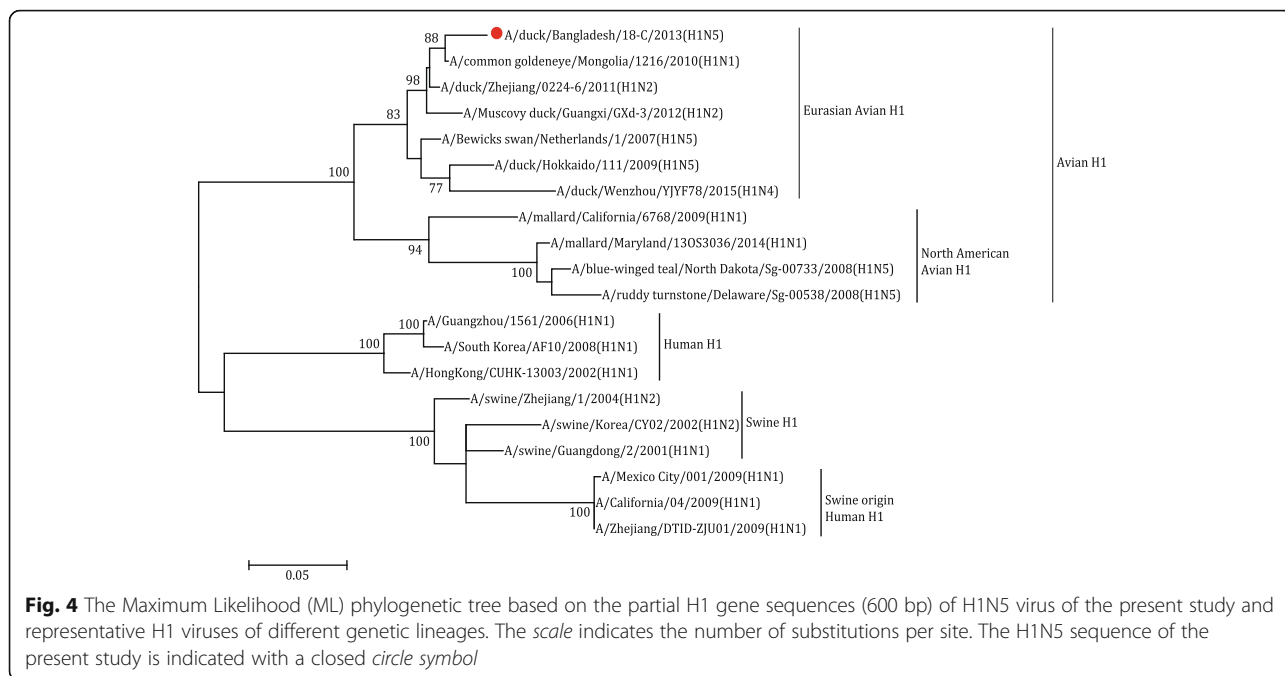 88
A/duck/Bangladesh/18-C/2013(H1N5)
A/common goldeneye/Mongolia/1216/2010(H1N1)
98
A/duck/Zhejiang/0224-6/2011(H1N2)
83
A/Muscovy duck/Guangxi/GXd-3/2012(H1N2)
Eurasian Avian H1
A/Bewicks swan/Netherlands/1/2007(H1N5)
100
A/duck/Hokkaido/111/2009(H1N5)
Avian H1
77
A/duck/Wenzhou/YJYF78/2015(H1N4)
A/mallard/California/6768/2009(H1N1)
94
A/mallard/Maryland/13OS3036/2014(H1N1)
North American
Avian H1
100
A/blue-winged teal/North Dakota/Sg-00733/2008(H1N5)
A/ruddy turnstone/Delaware/Sg-00538/2008(H1N5)
100
A/Guangzhou/1561/2006(H1N1)
100
A/South Korea/AF10/2008(H1N1)
Human H1
A/HongKong/CUHK-13003/2002(H1N1)
A/swine/Zhejiang/1/2004(H1N2)
100
A/swine/Korea/CY02/2002(H1N2)
Swine H1
A/swine/Guangdong/2/2001(H1N1)
A/Mexico City/001/2009(H1N1)
A/California/04/2009(H1N1)
Swine origin
Human H1
100
A/Zhejiang/DTID-ZJU01/2009(H1N1)
0.05
Fig. 4 The Maximum Likelihood (ML) phylogenetic tree based on the partial H1 gene sequences (600 bp) of H1N5 virus of the present study and
representative H1 viruses of different genetic lineages. The scale indicates the number of substitutions per site. The H1N5 sequence of the
present study is indicated with a closed circle symbol